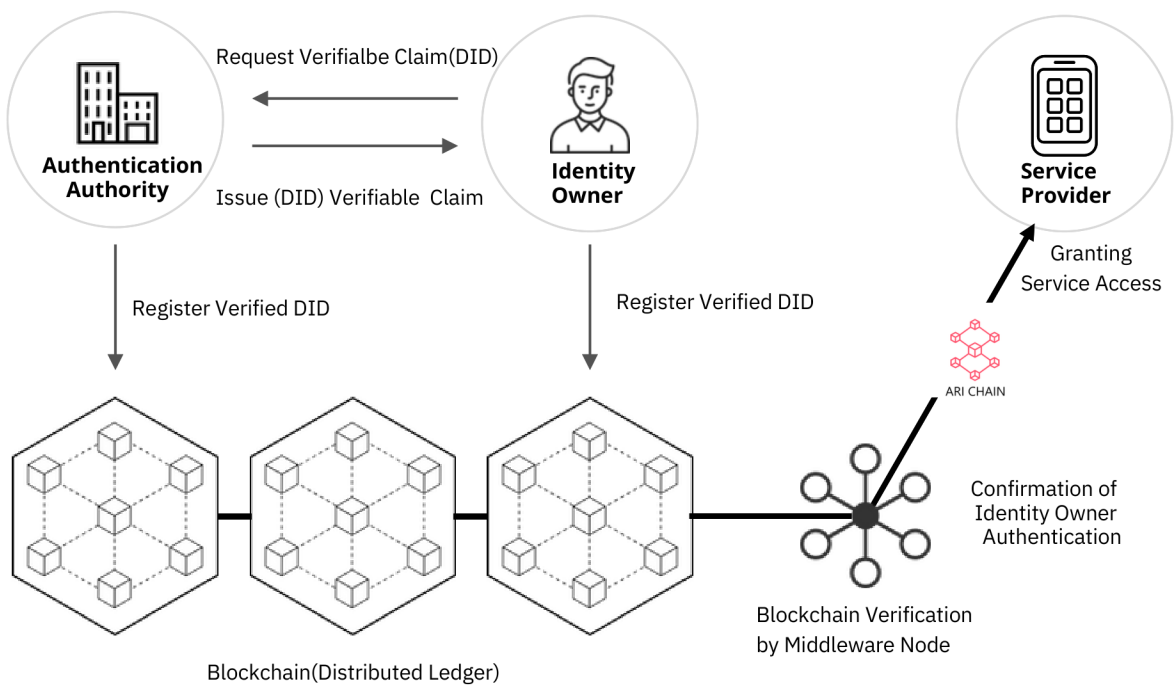 Request Verifialbe Claim(DID)
Authentication
Authority
Issue (DID) Verifiable Claim
Identity
Owner
Service
Provider
Granting
Service Access
Register Verified DID
Register Verified DID
ARI CHAIN
Confirmation of
Identity Owner
Authentication
Blockchain Verification
by Middleware Node
Blockchain(Distributed Ledger)